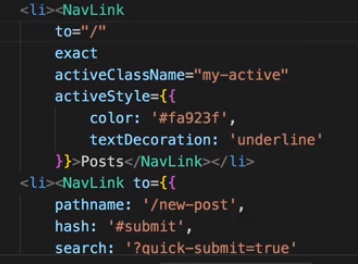 <li><NavLink
to="/"
exact
activeClassName="my-active"
activeStyle={{
color: '#fa923f',
textDecoration: 'underline'
}}>Posts</NavLink></li>
<li><NavLink to={{
pathname: '/new-post',
hash: '#submit',
search: '?quick-submit=true'